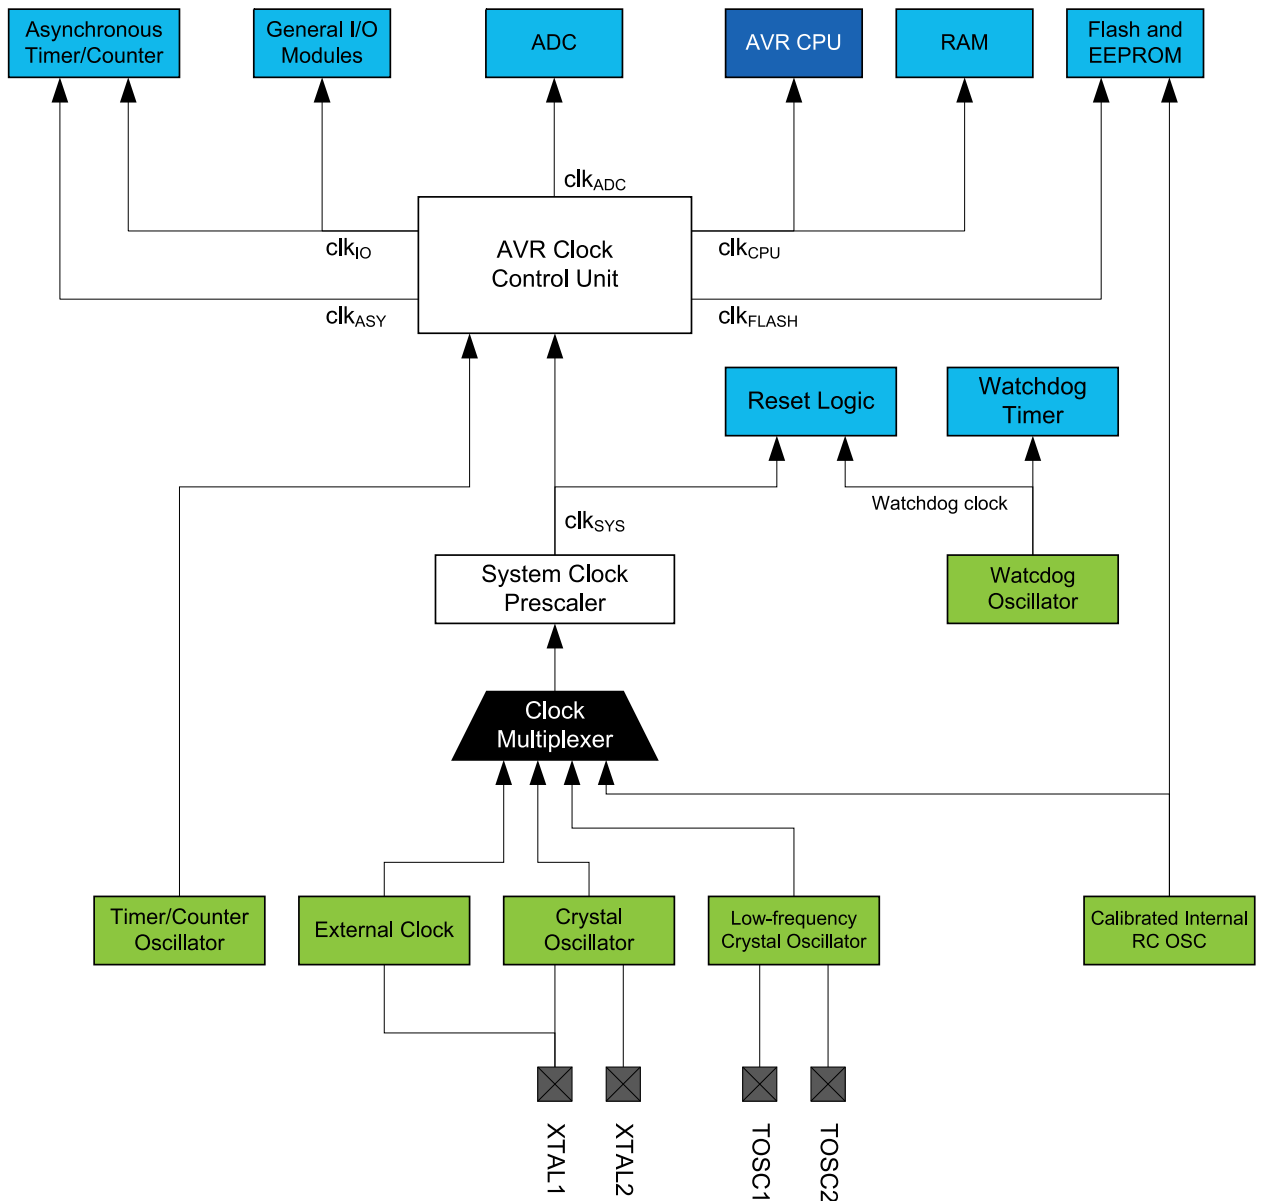 Asynchronous
Timer/Counter
General I/O
Modules
ADC
AVR CPU
RAM
Flash and
EEPROM
clkADC
clkIO
AVR Clock
Control Unit
clkCPU
clkASY
clkFLASH
Reset Logic
Watchdog
Timer
Watchdog clock
clkSYS
System Clock
Prescaler
Watcdog
Oscillator
Clock
Multiplexer
Timer/Counter
Oscillator
External Clock
Crystal
Oscillator
Low-frequency
Crystal Oscillator
Calibrated Internal
RC OSC
XTAL1
XTAL2
TOSC1
TOSC2